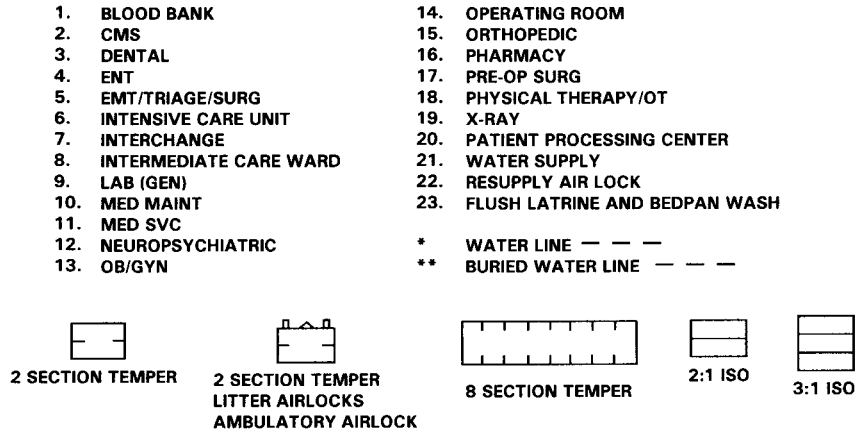 1. BLOOD BANK
2. CMS
3. DENTAL
4. ENT
5. EMT/TRIAGE/SURG
6. INTENSIVE CARE UNIT
7. INTERCHANGE
8. INTERMEDIATE CARE WARD
9. LAB (GEN)
10. MED MAINT
11. MED SVC
12. NEUROPSYCHIATRIC
13. OB/GYN
14. OPERATING ROOM
15. ORTHOPEDIC
16. PHARMACY
17. PRE-OP SURG
18. PHYSICAL THERAPY/OT
19. X-RAY
20. PATIENT PROCESSING CENTER
21. WATER SUPPLY
22. RESUPPLY AIR LOCK
23. FLUSH LATRINE AND BEDPAN WASH
* WATER LINE — — —
** BURIED WATER LINE — — —
2 SECTION TEMPER
2 SECTION TEMPER
LITTER AIRLOCKS
AMBULATORY AIRLOCK
8 SECTION TEMPER
2:1 ISO
3:1 ISO